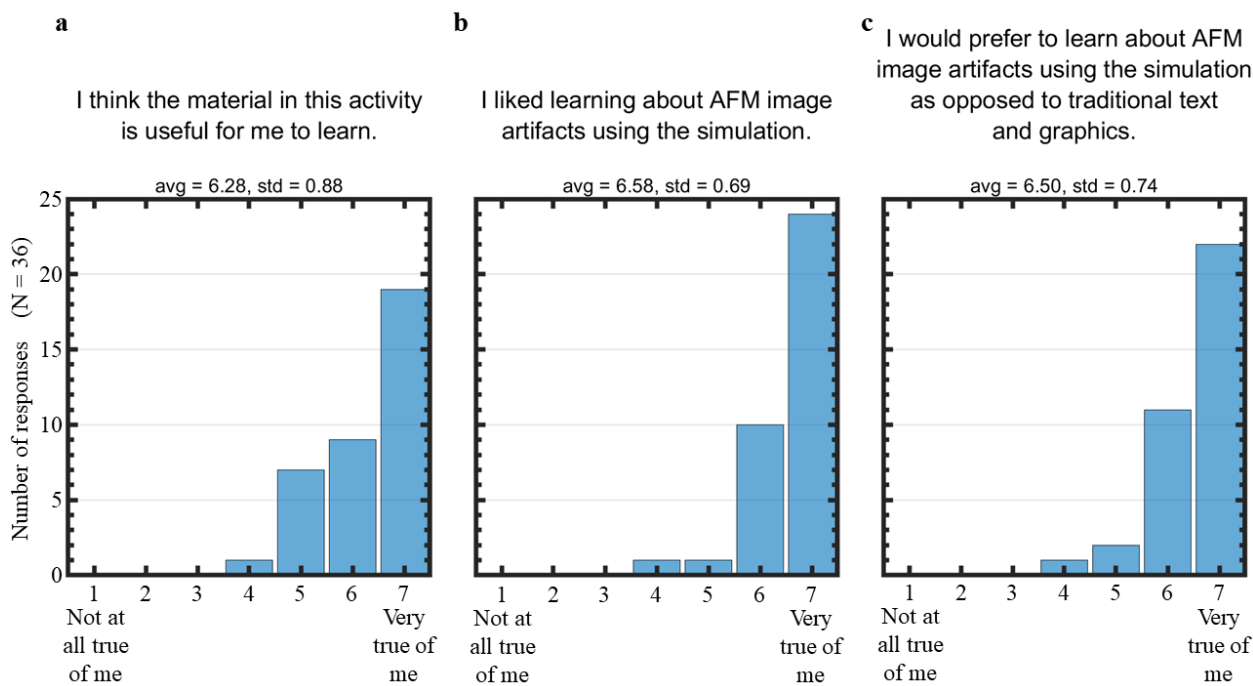 a
I think the material in this activity
is useful for me to learn.
avg = 6.28, std = 0.88
25
20
15
10
5
0
Number of responses (N = 36)
1 2 3 4 5 6 7
Not at
all true
of me
Very
true of
me
b
I liked learning about AFM image
artifacts using the simulation.
avg = 6.58, std = 0.69
1 2 3 4 5 6 7
Not at
all true
of me
Very
true of
me
c
I would prefer to learn about AFM
image artifacts using the simulation
as opposed to traditional text
and graphics.
avg = 6.50, std = 0.74
1 2 3 4 5 6 7
Not at
all true
of me
Very
true of
me